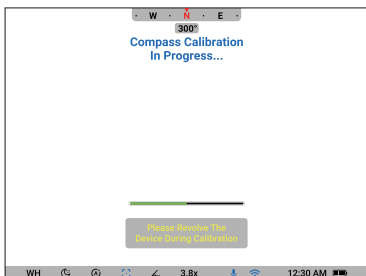 · W · N · E ·
300°
Compass Calibration
In Progress...
Please Revolve The
Device During Calibration
WH 3.8x 12:30 AM